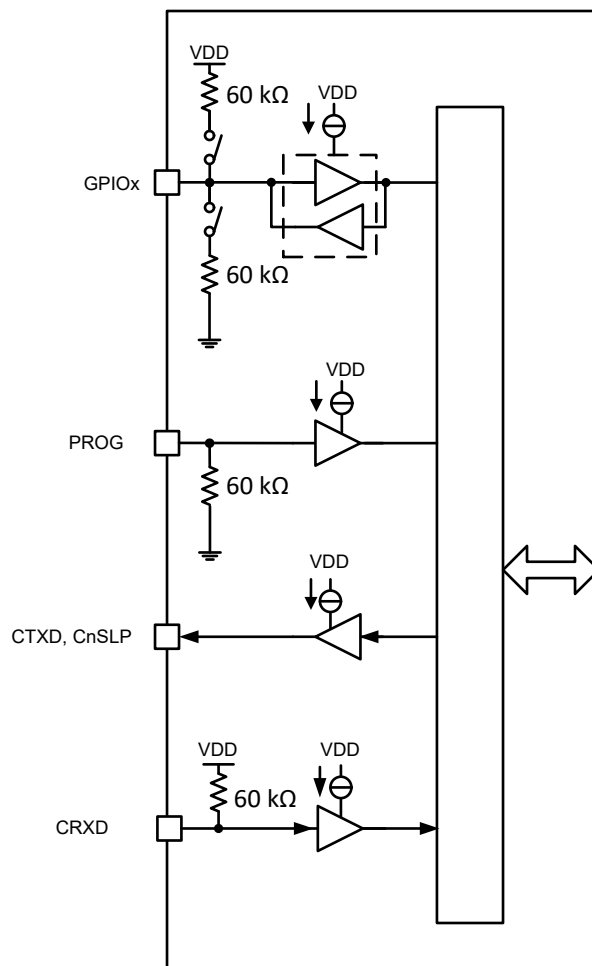 VDD
60 kΩ
VDD
GPIOx
60 kΩ
VDD
PROG
60 kΩ
VDD
CTXD, CnSLP
VDD
VDD
60 kΩ
CRXD